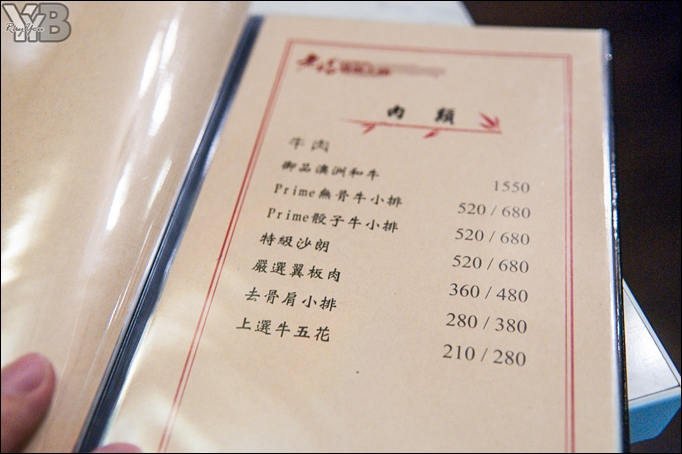 YYB
RanYen
肉類
牛肉
御品澳洲和牛 1550
Prime無骨牛小排 520 / 680
Prime骰子牛小排 520 / 680
特級沙朗 520 / 680
嚴選翼板肉 360 / 480
去骨肩小排 280 / 380
上選牛五花 210 / 280